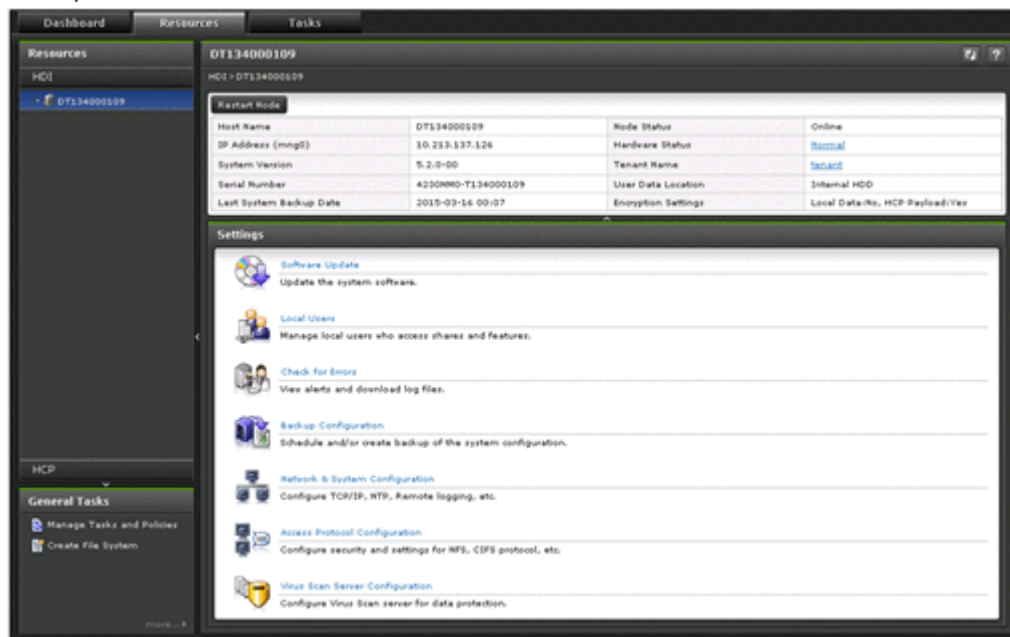 Dashboard Resources Tasks
Resources
HDI
DT134000109
HCP
General Tasks
Manage Tasks and Policies
Create File System
more...
DT134000109
HDI > DT134000109
Restart Node
Host Name DT134000109 Node Status Online
IP Address (mng0) 10.213.137.126 Hardware Status Normal
System Version 5.2.0-00 Tenant Name tenant
Serial Number 4230NM0-T134000109 User Data Location Internal HDD
Last System Backup Date 2015-03-16 00:07 Encryption Settings Local Data:No, HCP Payload:Yes
Settings
Software Update
Update the system software.
Local Users
Manage local users who access shares and features.
Check for Errors
View alerts and download log files.
Backup Configuration
Schedule and/or create backup of the system configuration.
Network & System Configuration
Configure TCP/IP, NTP, Remote logging, etc.
Access Protocol Configuration
Configure security and settings for NFS, CIFS protocol, etc.
Virus Scan Server Configuration
Configure Virus Scan server for data protection.